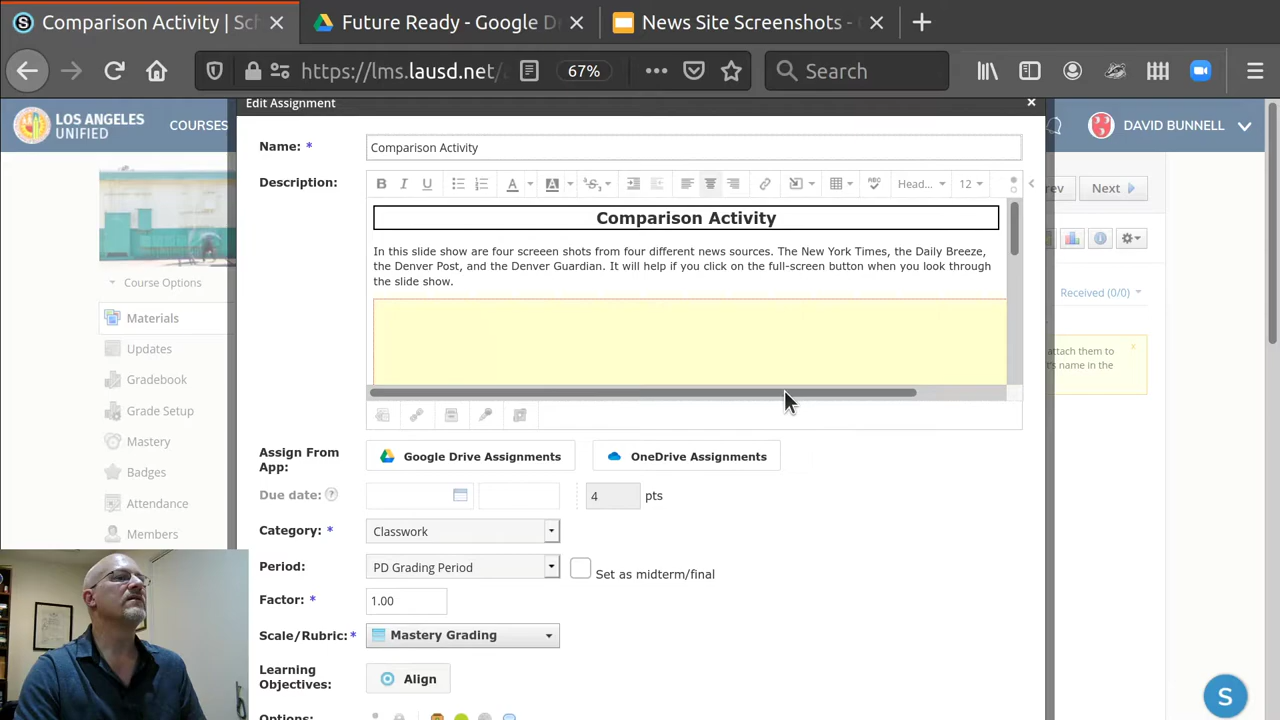 Comparison Activity | Sc
Future Ready - Google D
News Site Screenshots -
https://lms.lausd.net/
67%
Search
Edit Assignment
LOS ANGELES
UNIFIED
COURSES
DAVID BUNNELL
Name: *
Comparison Activity
Description:
B I U
A
A
S
ABC
Head...
12
Next
Comparison Activity
In this slide show are four screeen shots from four different news sources. The New York Times, the Daily Breeze,
the Denver Post, and the Denver Guardian. It will help if you click on the full-screen button when you look through
the slide show.
Course Options
Materials
Updates
Gradebook
Grade Setup
Mastery
Badges
Attendance
Members
Received (0/0)
attach them to
t's name in the
Assign From
App:
Google Drive Assignments
OneDrive Assignments
Due date: ?
4
pts
Category: *
Classwork
Period:
PD Grading Period
Set as midterm/final
Factor: *
1.00
Scale/Rubric: *
Mastery Grading
Learning
Objectives:
Align
Options:
S